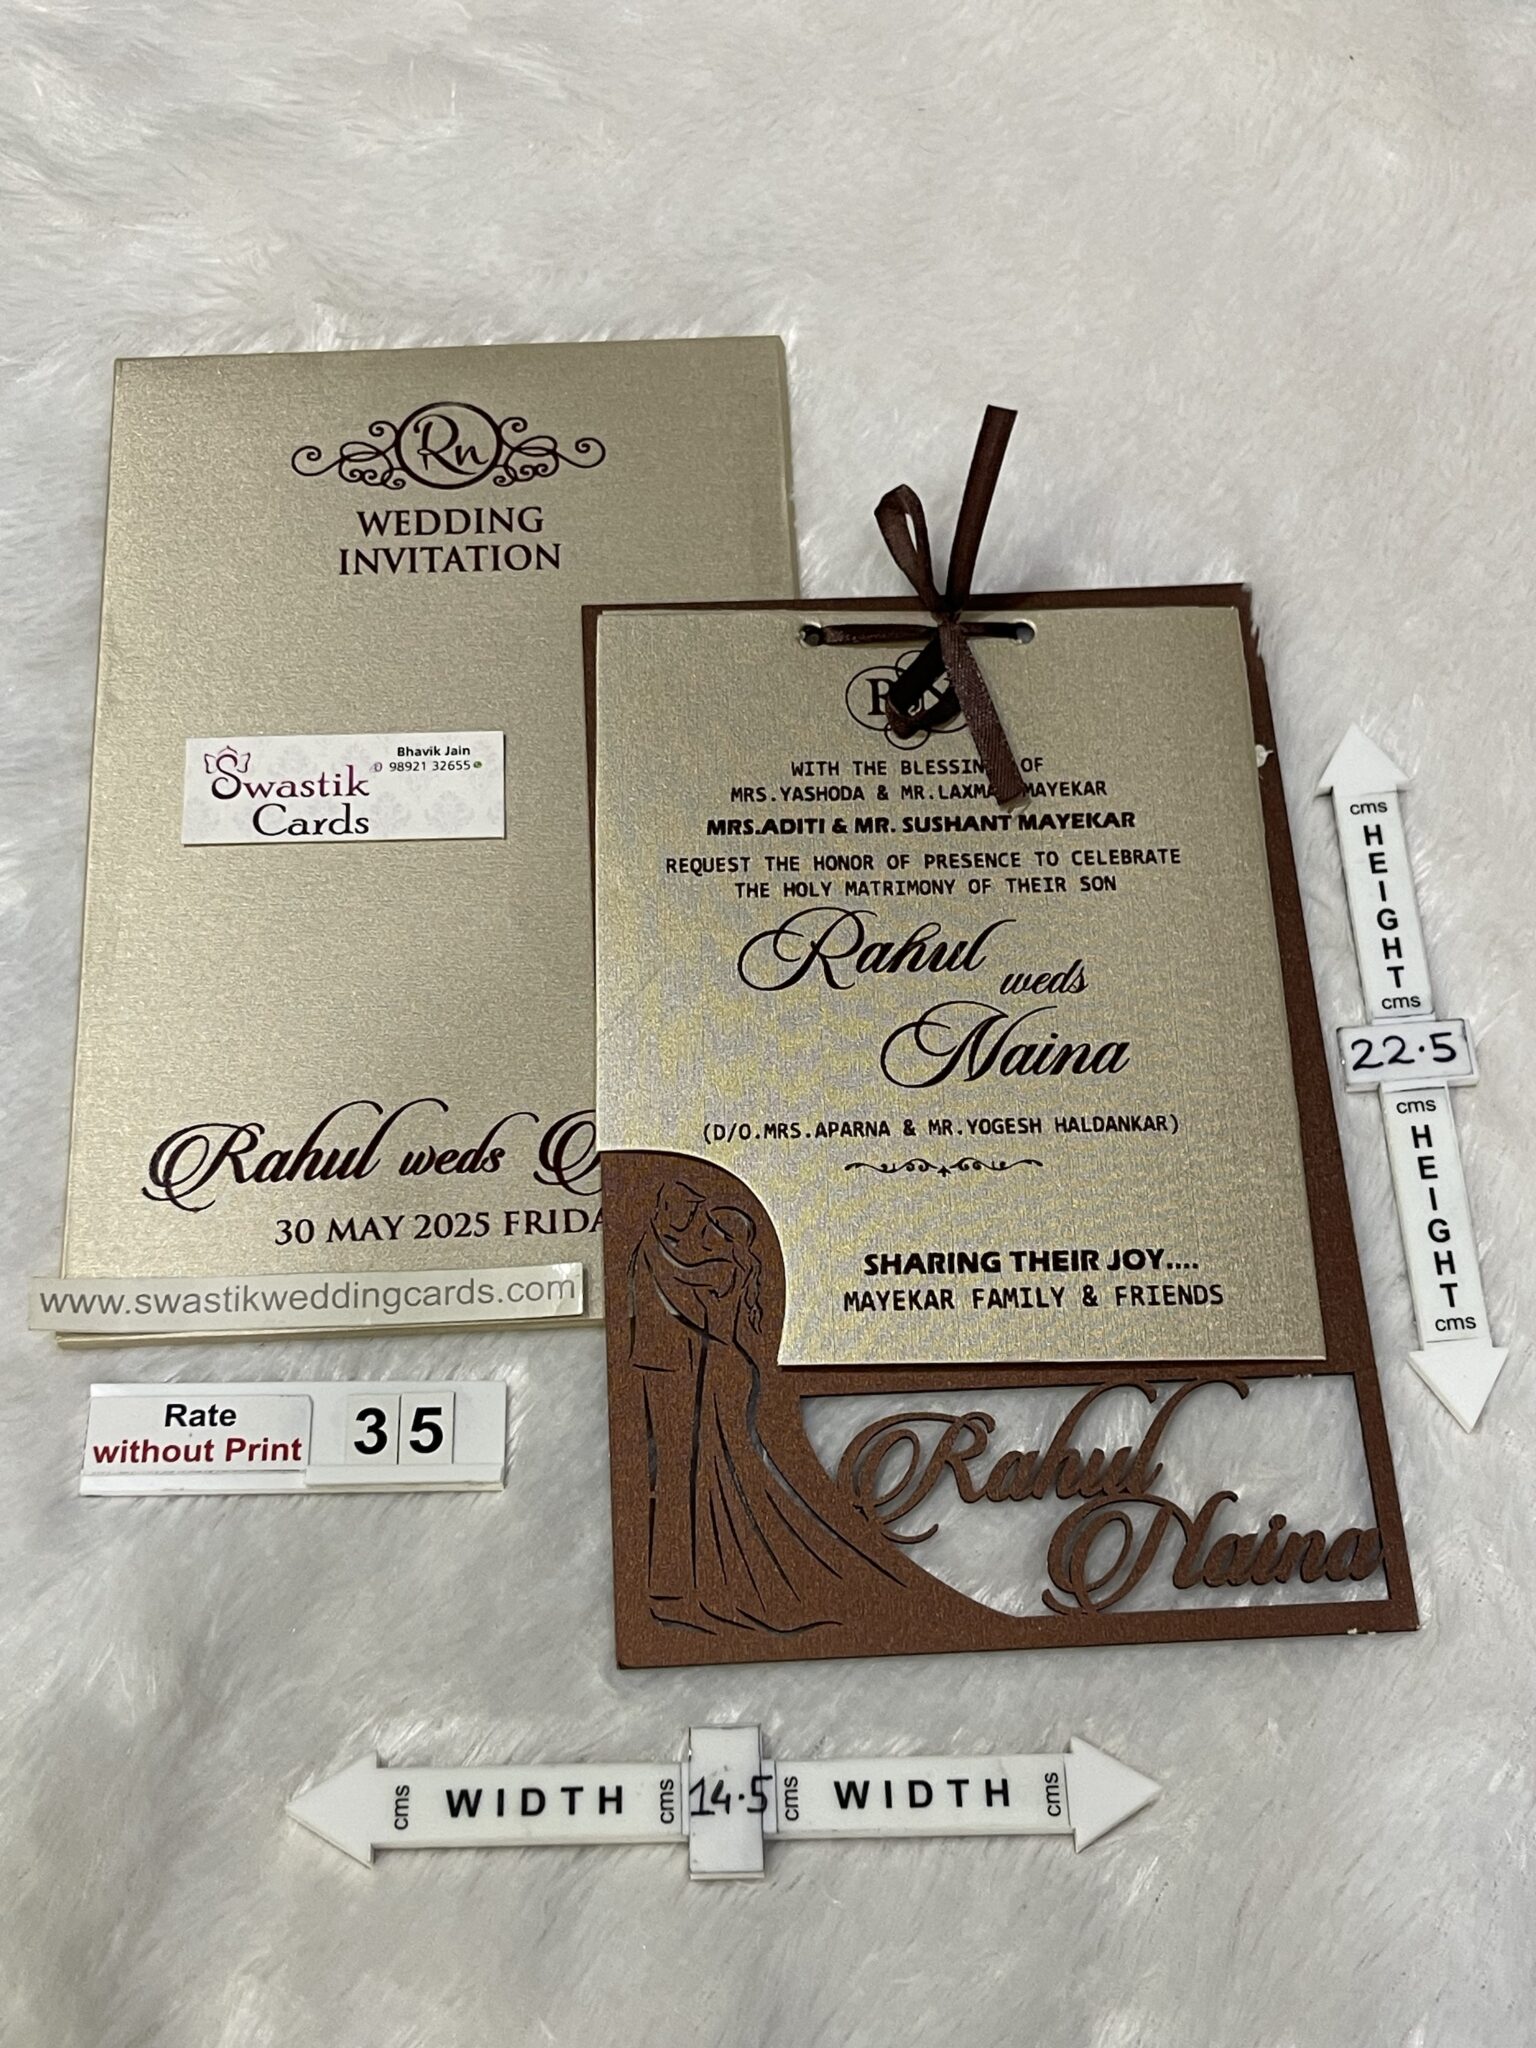 Rn
WEDDING
INVITATION
Swastik
Cards
Bhavik Jain
98921 32655
Rahul weds
30 MAY 2025
www.swastikweddingcards.com
Rate
without Print
35
WITH THE OF
MRS.YASHODA & MR. MAYEKAR
MRS.ADITI & MR. SUSHANT MAYEKAR
REQUEST THE HONOR OF PRESENCE TO CELEBRATE
THE HOLY MATRIMONY OF THEIR SON
Rahul weds
Naina
(D/O.MRS.APARNA & MR.YOGESH HALDANKAR)
SHARING THEIR JOY....
MAYEKAR FAMILY & FRIENDS
Rahul
Naina
cms HEIGHT cms
22.5
cms HEIGHT cms
cms WIDTH cms 14.5 cms WIDTH cms